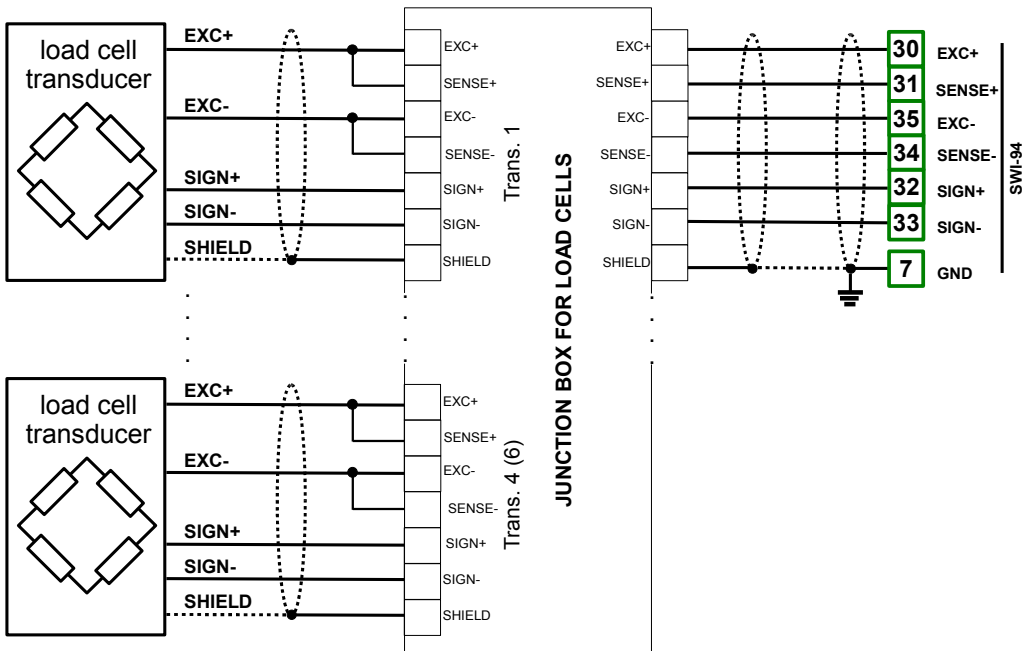 load cell
transducer
EXC+
EXC-
SIGN+
SIGN-
SHIELD
EXC+
SENSE+
EXC-
SENSE-
SIGN+
SIGN-
SHIELD
Trans. 1
JUNCTION BOX FOR LOAD CELLS
EXC+
SENSE+
EXC-
SENSE-
SIGN+
SIGN-
SHIELD
30 EXC+
31 SENSE+
35 EXC-
34 SENSE-
32 SIGN+
33 SIGN-
7 GND
SWI-94
load cell
transducer
EXC+
EXC-
SIGN+
SIGN-
SHIELD
EXC+
SENSE+
EXC-
SENSE-
SIGN+
SIGN-
SHIELD
Trans. 4 (6)